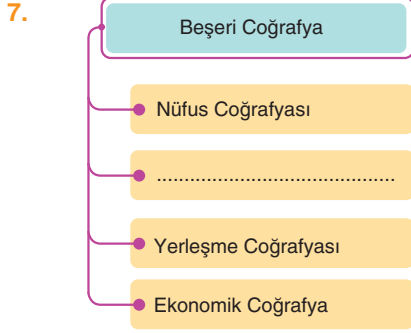 7.
Beşeri Coğrafya
Nüfus Coğrafyası
...........................................
Yerleşme Coğrafyası
Ekonomik Coğrafya